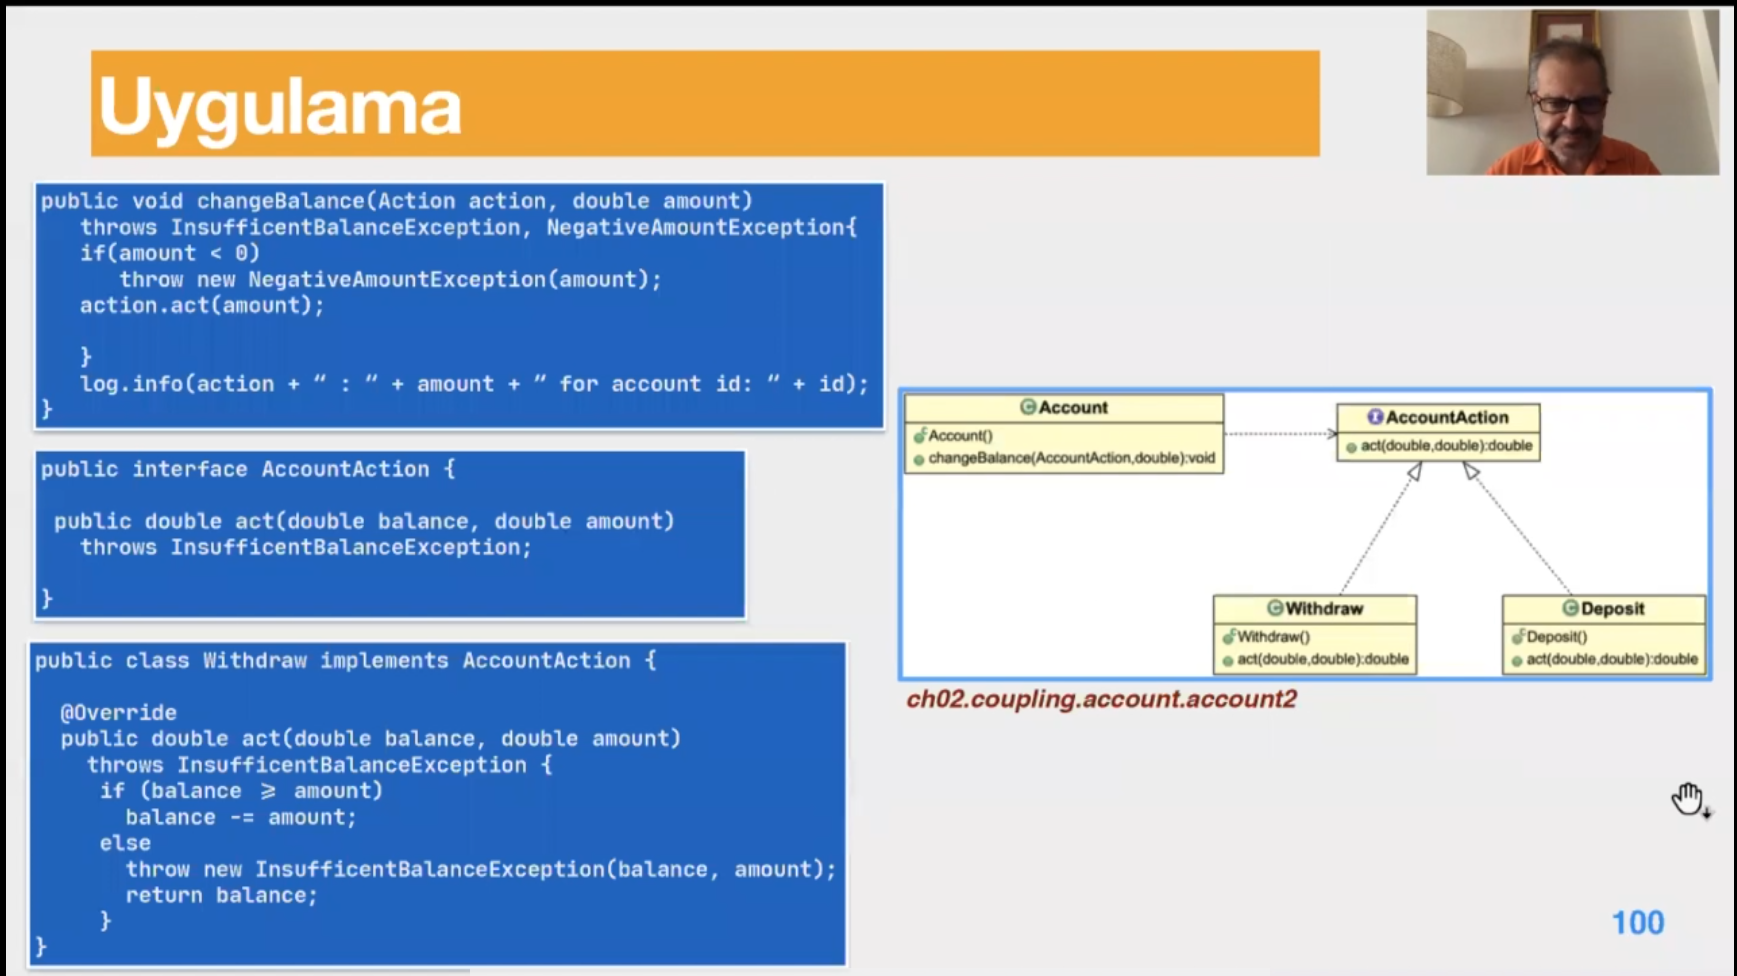 Uygulama
public void changeBalance(Action action, double amount)
throws InsufficentBalanceException, NegativeAmountException{
if(amount < 0)
throw new NegativeAmountException(amount);
action.act(amount);
}
log.info(action + “ : ” + amount + ” for account id: “ + id);
}
public interface AccountAction {
public double act(double balance, double amount)
throws InsufficentBalanceException;
}
public class Withdraw implements AccountAction {
@Override
public double act(double balance, double amount)
throws InsufficentBalanceException {
if (balance ⩾ amount)
balance -= amount;
else
throw new InsufficentBalanceException(balance, amount);
return balance;
}
}
C Account
Account()
changeBalance(AccountAction,double):void
I AccountAction
act(double,double):double
C Withdraw
Withdraw()
act(double,double):double
C Deposit
Deposit()
act(double,double):double
ch02.coupling.account.account2
100